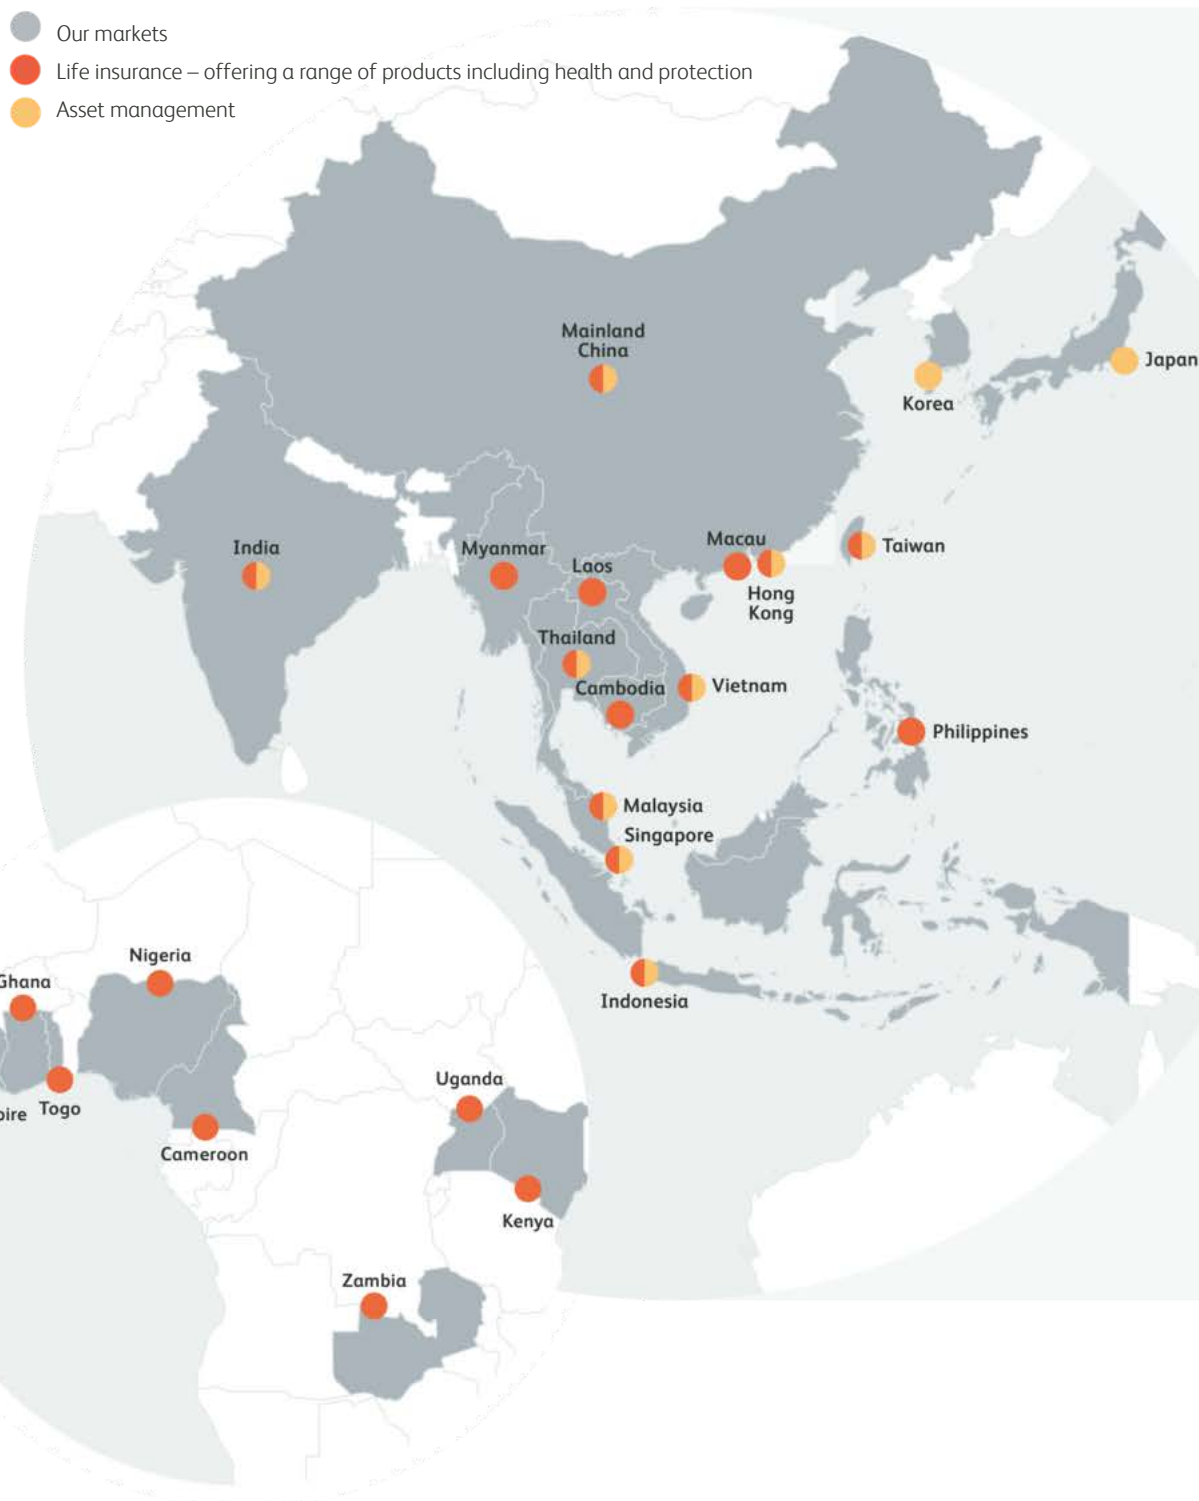 Our markets
Life insurance – offering a range of products including health and protection
Asset management
Mainland
China
Japan
Korea
India
Myanmar
Laos
Macau
Hong
Kong
Taiwan
Thailand
Cambodia
Vietnam
Philippines
Malaysia
Singapore
Indonesia
Nigeria
Ghana
Togo
oire
Cameroon
Uganda
Kenya
Zambia